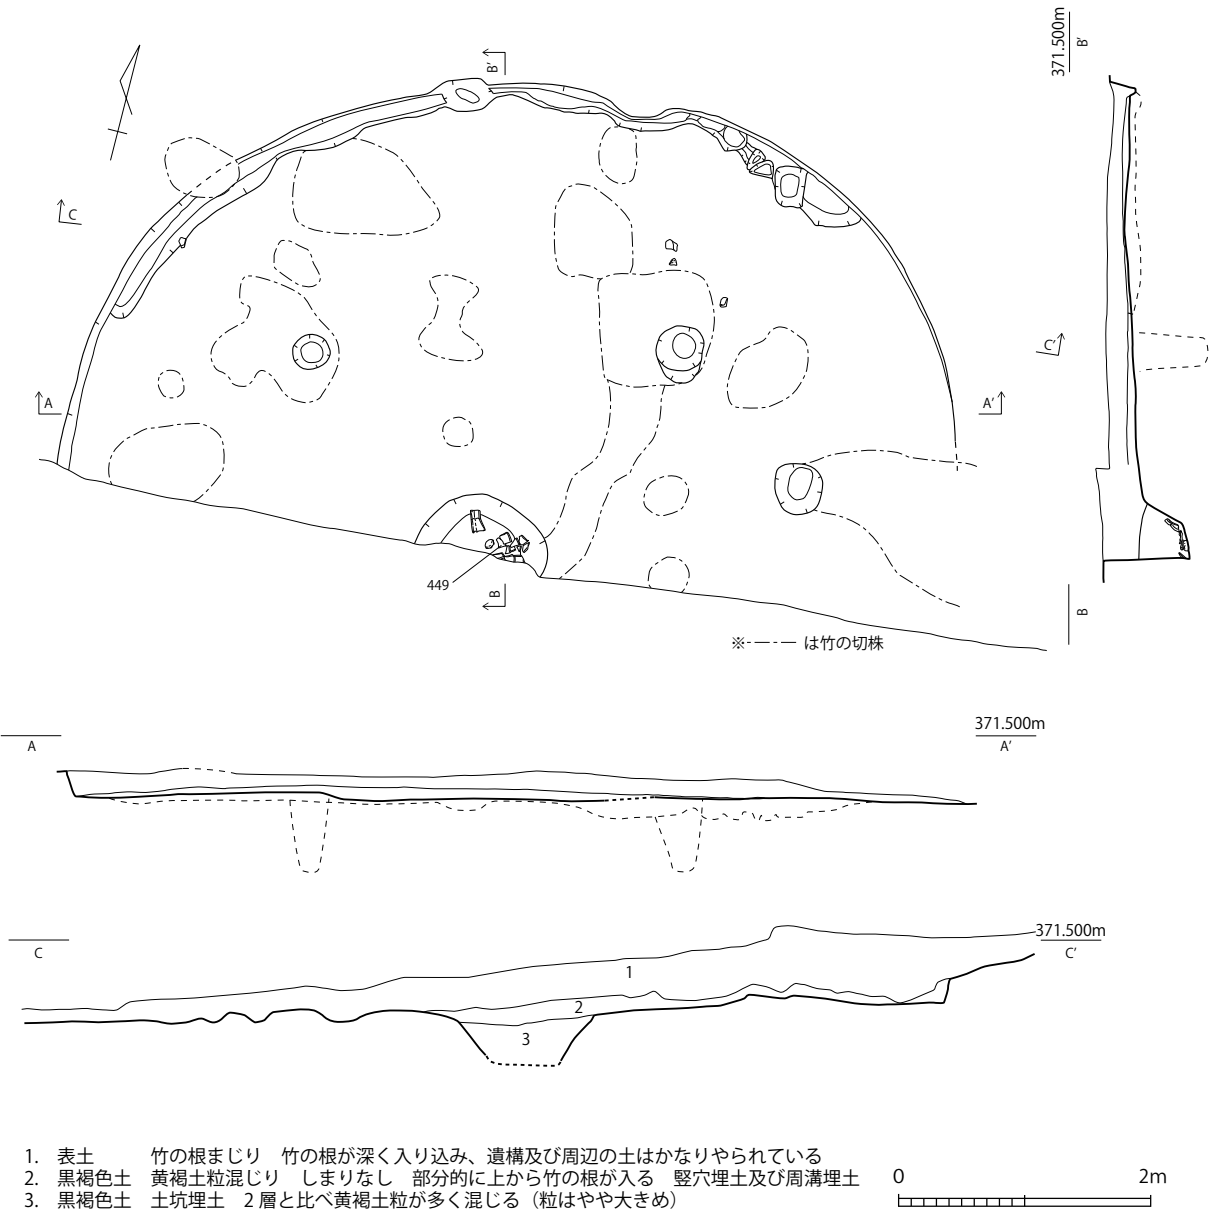 371.500m
B'
B'
C
C'
A
A'
449
B
B
※ は竹の切株
371.500m
A
A'
371.500m
C
C'
1
2
3
1. 表土 竹の根まじり 竹の根が深く入り込み、遺構及び周辺の土はかなりやられている
2. 黒褐色土 黄褐土粒混じり しまりなし 部分的に上から竹の根が入る 竪穴埋土及び周溝埋土
3. 黒褐色土 土坑埋土 2層と比べ黄褐土粒が多く混じる（粒はやや大きめ）
0 2m